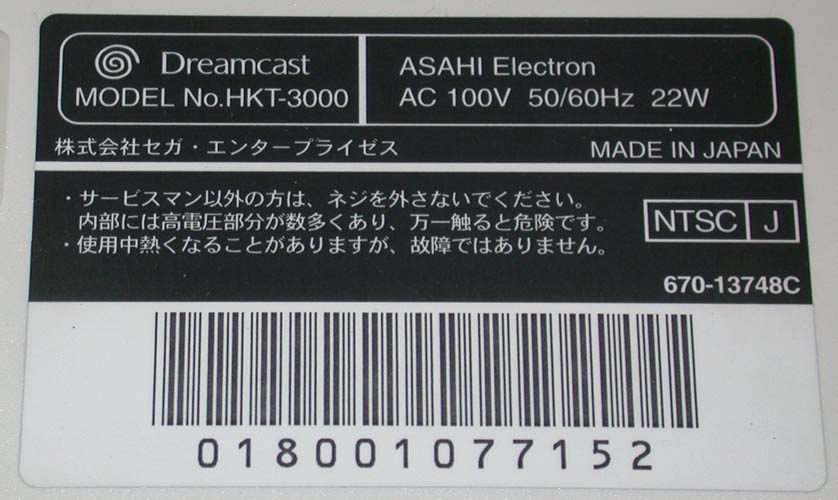 Dreamcast
MODEL No.HKT-3000
ASAHI Electron
AC 100V 50/60Hz 22W
株式会社セガ・エンタープライゼス
MADE IN JAPAN
・サービスマン以外の方は、ネジを外さないでください。
内部には高電圧部分が数多くあり、万一触ると危険です。
・使用中熱くなることがありますが、故障ではありません。
NTSC J
670-13748C
018001077152